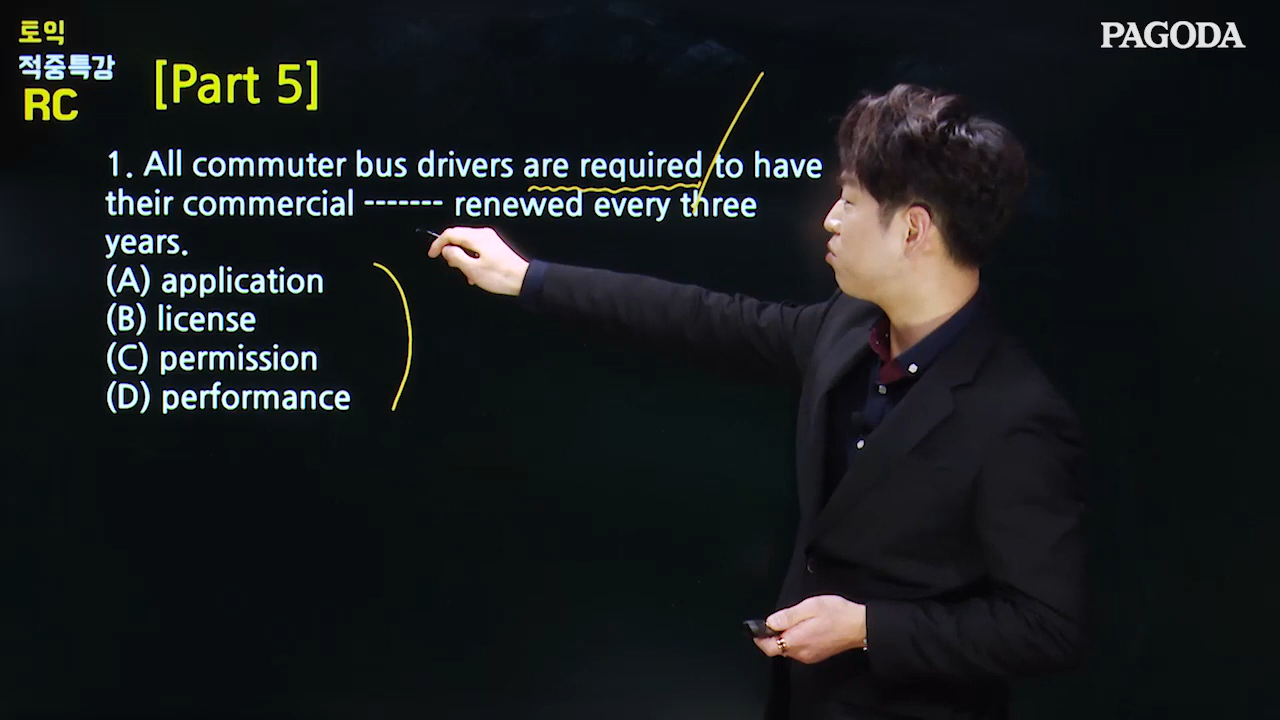 토익
적중특강
RC
[Part 5]
PAGODA
1. All commuter bus drivers are required to have
their commercial ------- renewed every three
years.
(A) application
(B) license
(C) permission
(D) performance